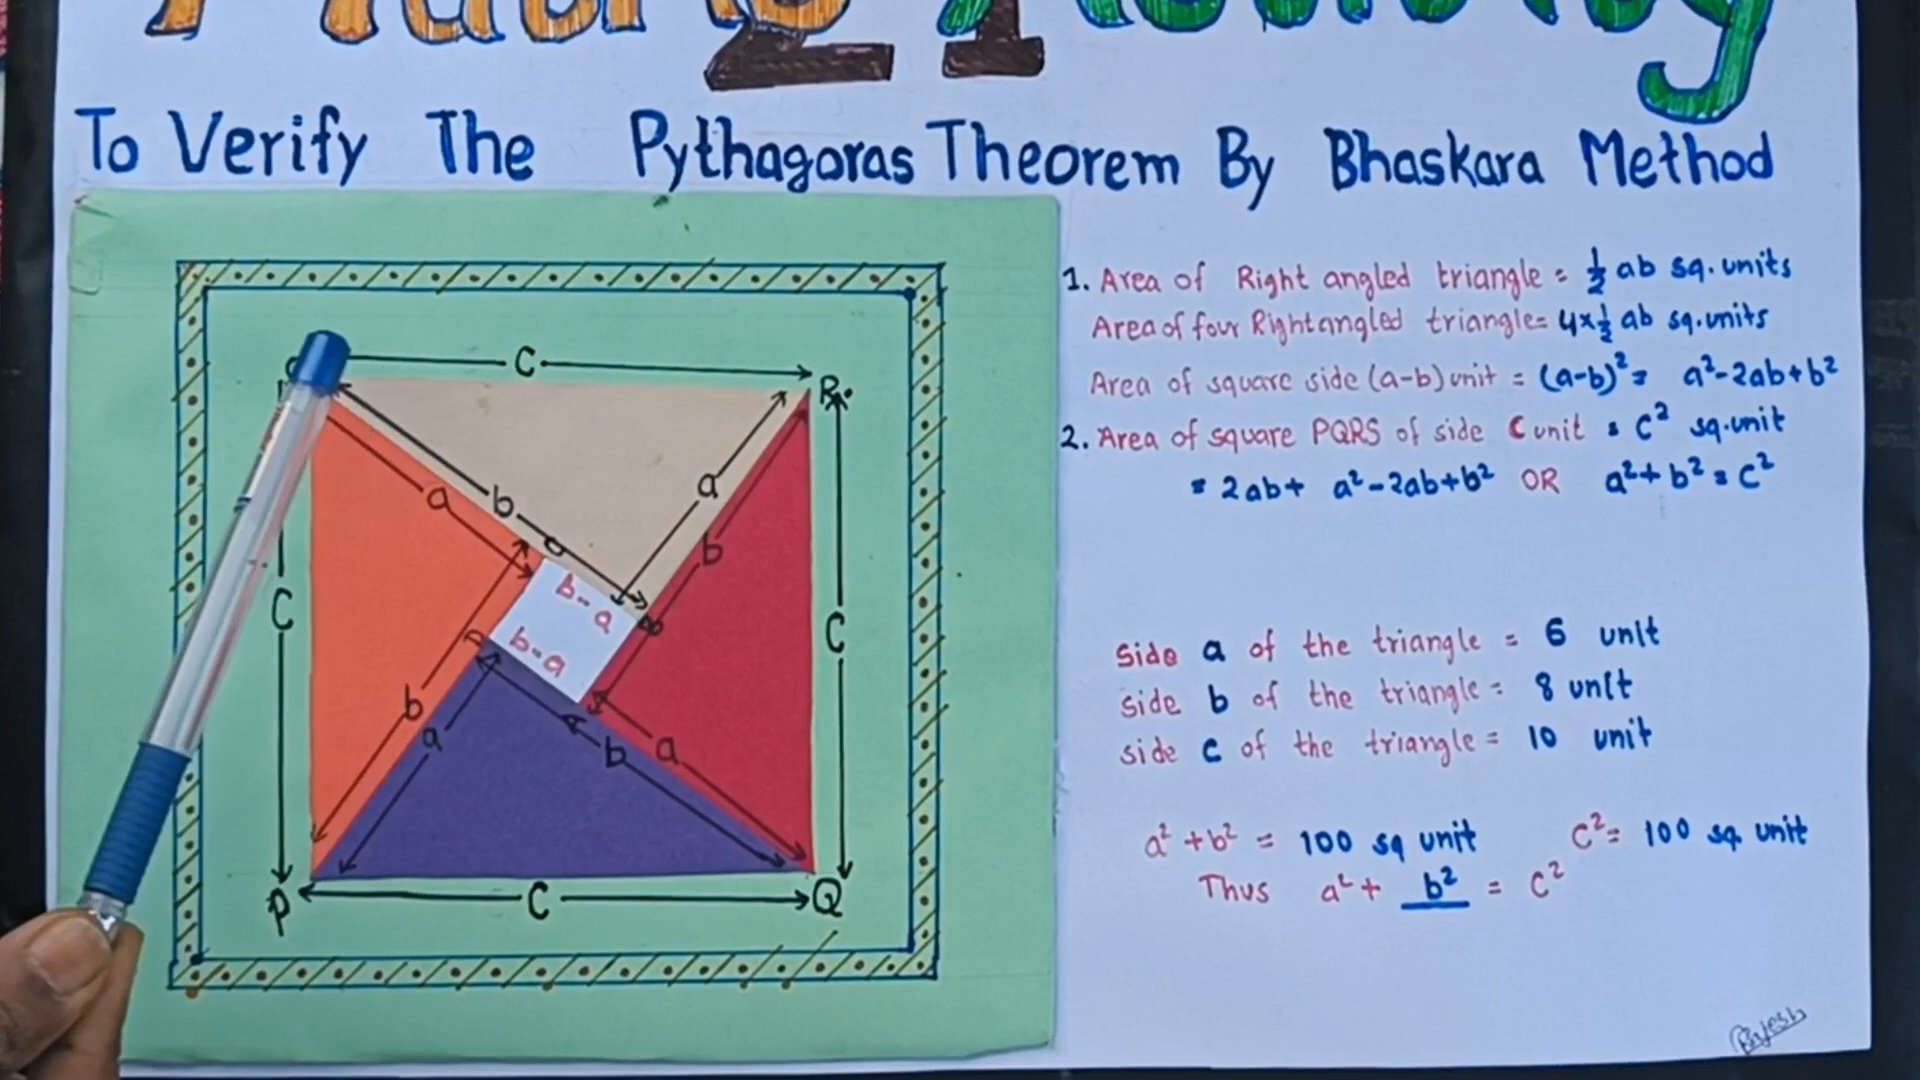 21
To Verify The Pythagoras Theorem By Bhaskara Method
1. Area of Right angled triangle = ½ ab sq. units
Area of four Rightangled triangle= 4×½ ab sq.units
Area of square side (a-b) unit = (a-b)²= a²-2ab+b²
2. Area of square PQRS of side C unit = C² sq.unit
= 2ab+ a²-2ab+b² OR a²+b²=c²
Side a of the triangle = 6 unit
side b of the triangle = 8 unit
side c of the triangle = 10 unit
a²+b² = 100 sq unit C²= 100 sq unit
Thus a²+ b² = c²
C
R
a
b
a
b
C
b-a
B
C
C
D
b-a
b
a
A
b
a
P
C
Q
Rajesh